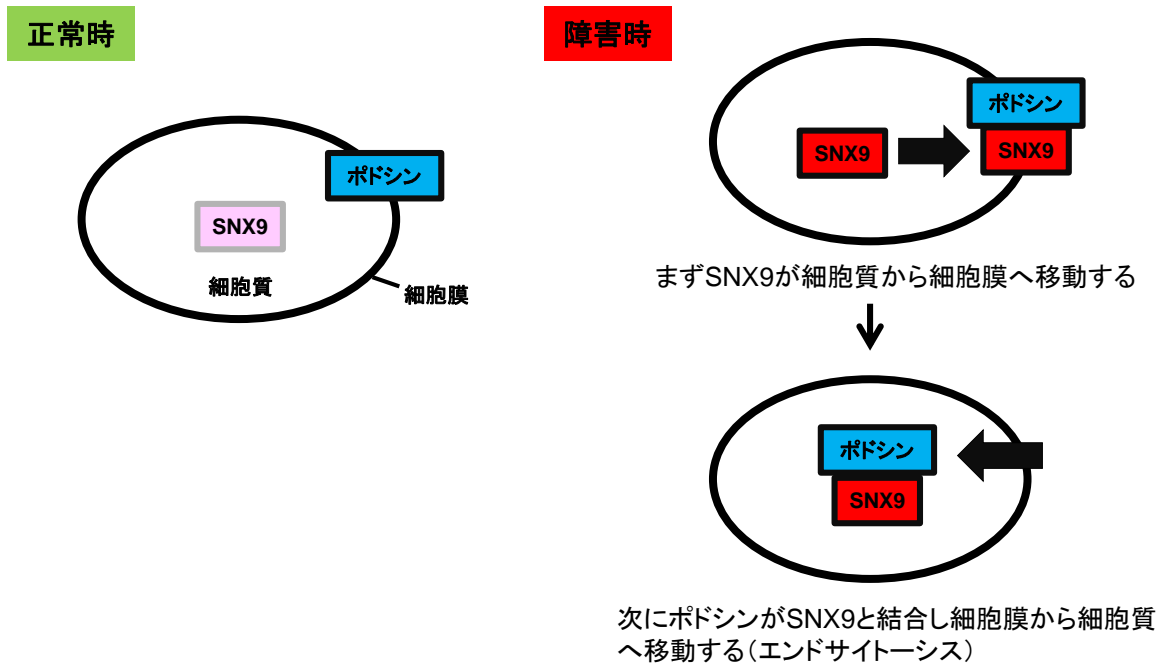 正常時
ポドシン
SNX9
細胞質
細胞膜
障害時
ポドシン
SNX9
SNX9
まずSNX9が細胞質から細胞膜へ移動する
ポドシン
SNX9
次にポドシンがSNX9と結合し細胞膜から細胞質
へ移動する(エンドサイトーシス)